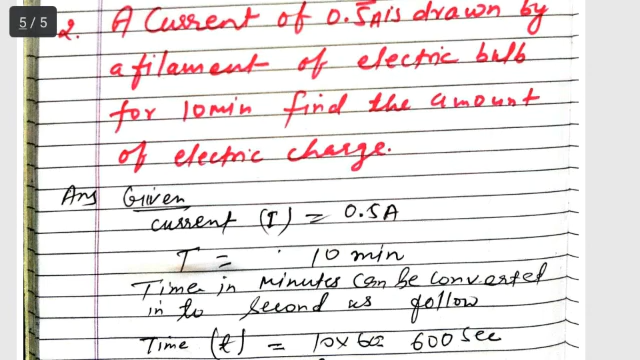 5 / 5
2. A Current of 0.5A is drawn by
a filament of electric bulb
for 10min find the amount
of electric charge.
Ans Given
current (I) = 0.5A
T = 10 min
Time in minutes can be converted
in to Second as follow
Time (t) = 10x60 600 Sec